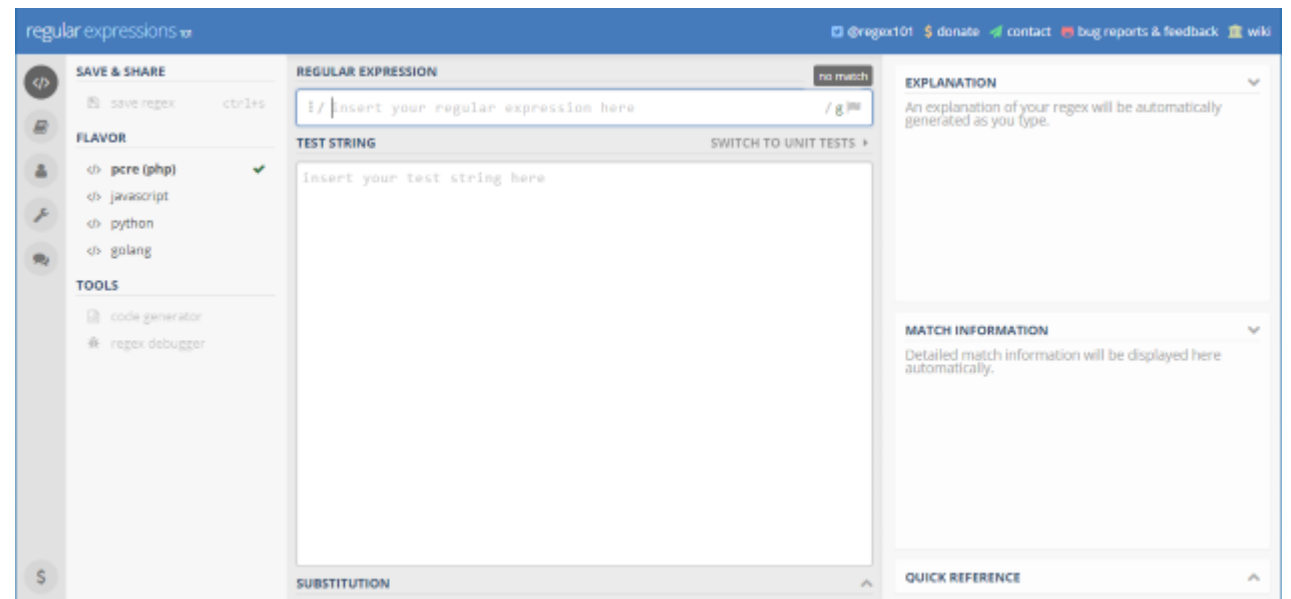 regular expressions 101
@regex101 $ donate contact bug reports & feedback wiki
SAVE & SHARE
save regex ctrl+s
FLAVOR
</> pcre (php)
</> javascript
</> python
</> golang
TOOLS
code generator
regex debugger
$
REGULAR EXPRESSION
no match
/ insert your regular expression here / g
TEST STRING
SWITCH TO UNIT TESTS
insert your test string here
SUBSTITUTION
EXPLANATION
An explanation of your regex will be automatically
generated as you type.
MATCH INFORMATION
Detailed match information will be displayed here
automatically.
QUICK REFERENCE